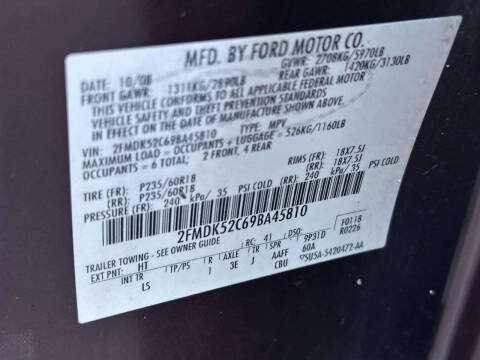 MFD. BY FORD MOTOR CO.
DATE: 10/08 GVWR: 2708KG/5970LB
FRONT GAWR: 1311KG/2890LB REAR GAWR: 1420KG/3130LB
THIS VEHICLE CONFORMS TO ALL APPLICABLE FEDERAL MOTOR
VEHICLE SAFETY AND THEFT PREVENTION STANDARDS
IN EFFECT ON THE DATE OF MANUFACTURE SHOWN ABOVE.
VIN: 2FMDK52C69BA45810 TYPE: MPV
MAXIMUM LOAD = OCCUPANTS + LUGGAGE = 526KG/1160LB
OCCUPANTS = 6 TOTAL; 2 FRONT, 4 REAR
TIRE (FR): P235/60R18 RIMS (FR): 18X7.5J
(RR): P235/60R18 (RR): 18X7.5J
PRESSURE (FR): 240 kPa/ 35 PSI COLD
(RR): 240 kPa/ 35 PSI COLD
2FMDK52C69BA45810
TRAILER TOWING - SEE OWNER GUIDE RC: 41 DSO: F0118
EXT PNT: HT 9P31D R0226
INT TR TP/PS R AXLE TR SPR 60A
LS 1 3E J AAFF
CBU 5U5A-5420472-AA